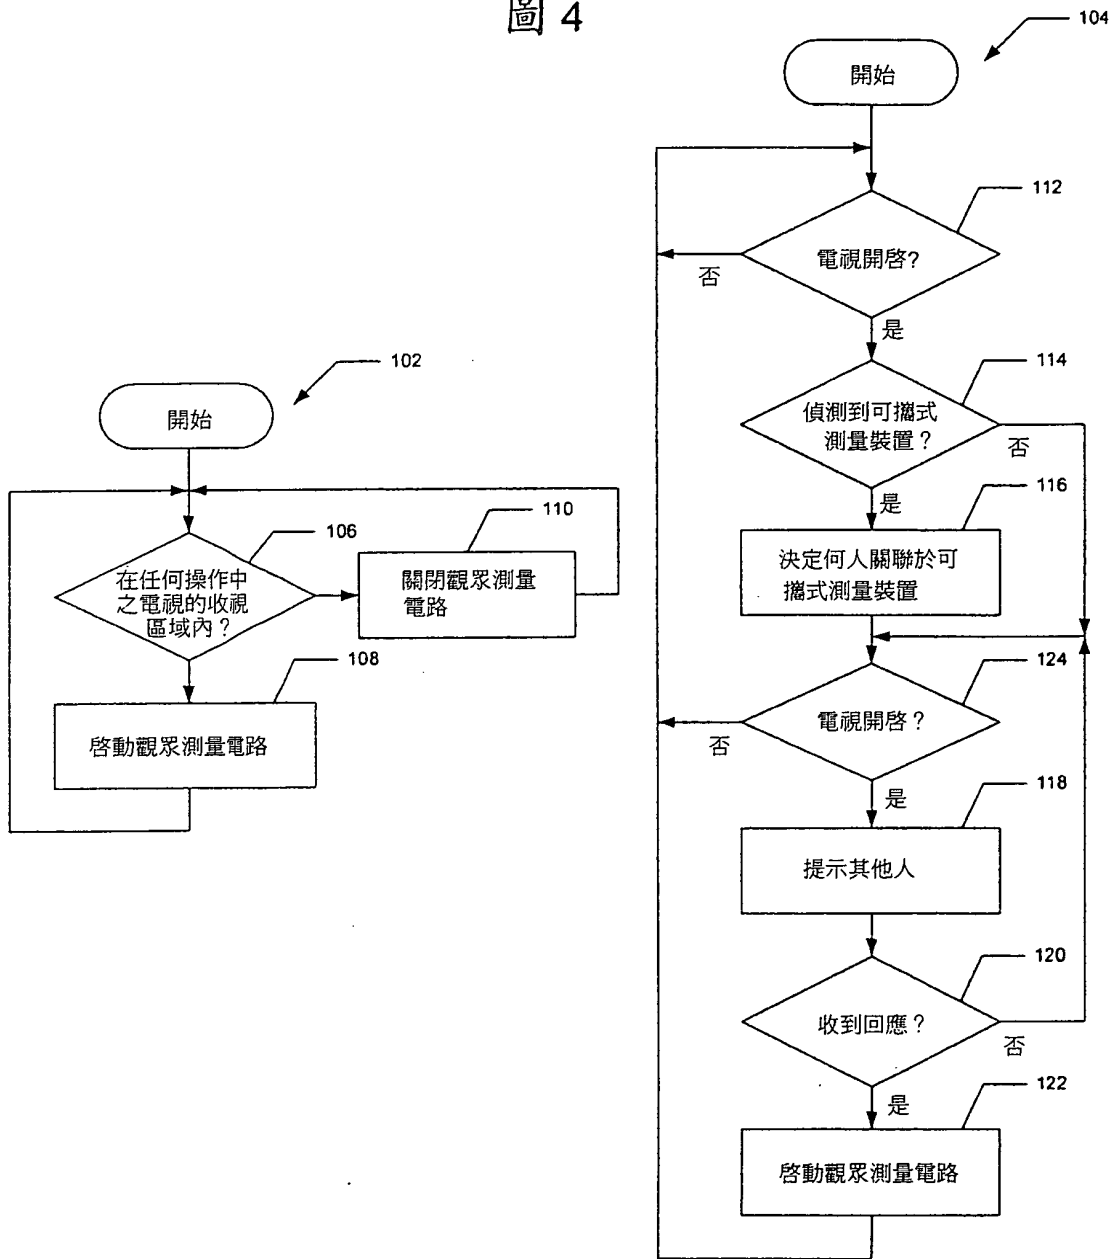 圖 4
102
開始
106
在任何操作中
之電視的收視
區域內？
110
關閉觀眾測量
電路
108
啓動觀眾測量電路
104
開始
112
電視開啓?
否
是
114
偵測到可攜式
測量裝置？
否
是
116
決定何人關聯於可
攜式測量裝置
124
電視開啓？
否
是
118
提示其他人
120
收到回應？
否
是
122
啓動觀眾測量電路